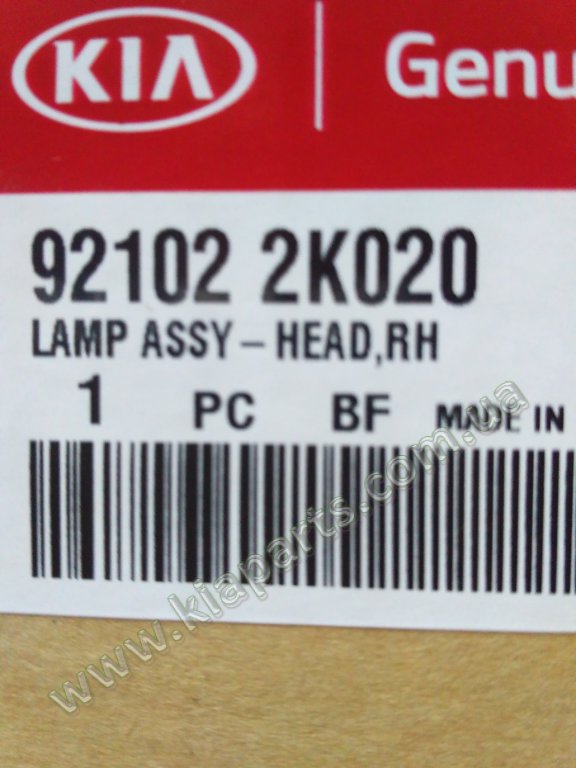 KIA Genu
92102 2K020
LAMP ASSY – HEAD,RH
1 PC BF MADE IN
www.kiaparts.com.ua